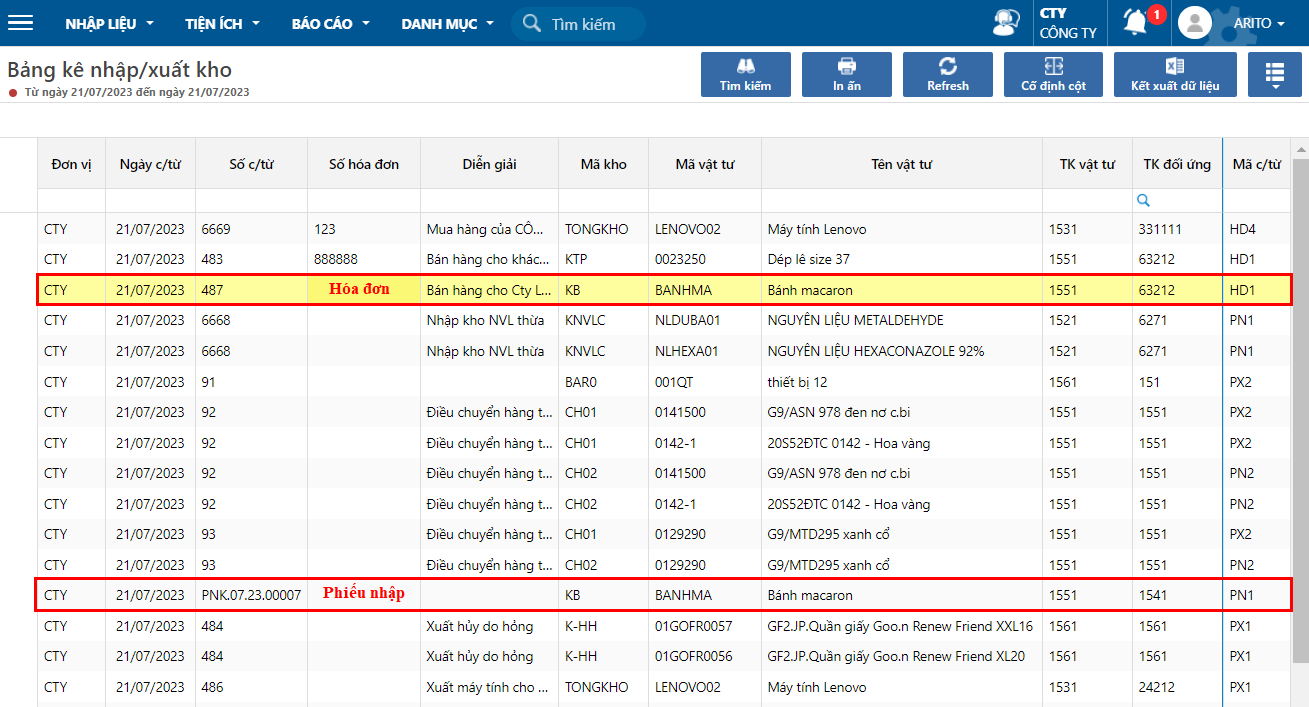 NHẬP LIỆU TIỆN ÍCH BÁO CÁO DANH MỤC Tìm kiếm CTY CÔNG TY 1 ARITO
Bảng kê nhập/xuất kho
Từ ngày 21/07/2023 đến ngày 21/07/2023
Tìm kiếm In ấn Refresh Cố định cột Kết xuất dữ liệu
Đơn vị Ngày c/từ Số c/từ Số hóa đơn Diễn giải Mã kho Mã vật tư Tên vật tư TK vật tư TK đối ứng Mã c/từ
CTY 21/07/2023 6669 123 Mua hàng của CÔ... TONGKHO LENOVO02 Máy tính Lenovo 1531 331111 HD4
CTY 21/07/2023 483 888888 Bán hàng cho khác... KTP 0023250 Dép lê size 37 1551 63212 HD1
CTY 21/07/2023 487 Hóa đơn Bán hàng cho Cty L... KB BANHMA Bánh macaron 1551 63212 HD1
CTY 21/07/2023 6668 Nhập kho NVL thừa KNVLC NLDUBA01 NGUYÊN LIỆU METALDEHYDE 1521 6271 PN1
CTY 21/07/2023 6668 Nhập kho NVL thừa KNVLC NLHEXA01 NGUYÊN LIỆU HEXACONAZOLE 92% 1521 6271 PN1
CTY 21/07/2023 91 BAR0 001QT thiết bị 12 1561 151 PX2
CTY 21/07/2023 92 Điều chuyển hàng t... CH01 0141500 G9/ASN 978 đen nơ c.bi 1551 1551 PX2
CTY 21/07/2023 92 Điều chuyển hàng t... CH01 0142-1 20S52ĐTC 0142 - Hoa vàng 1551 1551 PX2
CTY 21/07/2023 92 Điều chuyển hàng t... CH02 0141500 G9/ASN 978 đen nơ c.bi 1551 1551 PN2
CTY 21/07/2023 92 Điều chuyển hàng t... CH02 0142-1 20S52ĐTC 0142 - Hoa vàng 1551 1551 PN2
CTY 21/07/2023 93 Điều chuyển hàng t... CH01 0129290 G9/MTD295 xanh cổ 1551 1551 PX2
CTY 21/07/2023 93 Điều chuyển hàng t... CH02 0129290 G9/MTD295 xanh cổ 1551 1551 PN2
CTY 21/07/2023 PNK.07.23.00007 Phiếu nhập KB BANHMA Bánh macaron 1551 1541 PN1
CTY 21/07/2023 484 Xuất hủy do hỏng K-HH 01GOFR0057 GF2.JP.Quần giấy Goo.n Renew Friend XXL16 1561 1561 PX1
CTY 21/07/2023 484 Xuất hủy do hỏng K-HH 01GOFR0056 GF2.JP.Quần giấy Goo.n Renew Friend XL20 1561 1561 PX1
CTY 21/07/2023 486 Xuất máy tính cho ... TONGKHO LENOVO02 Máy tính Lenovo 1531 24212 PX1